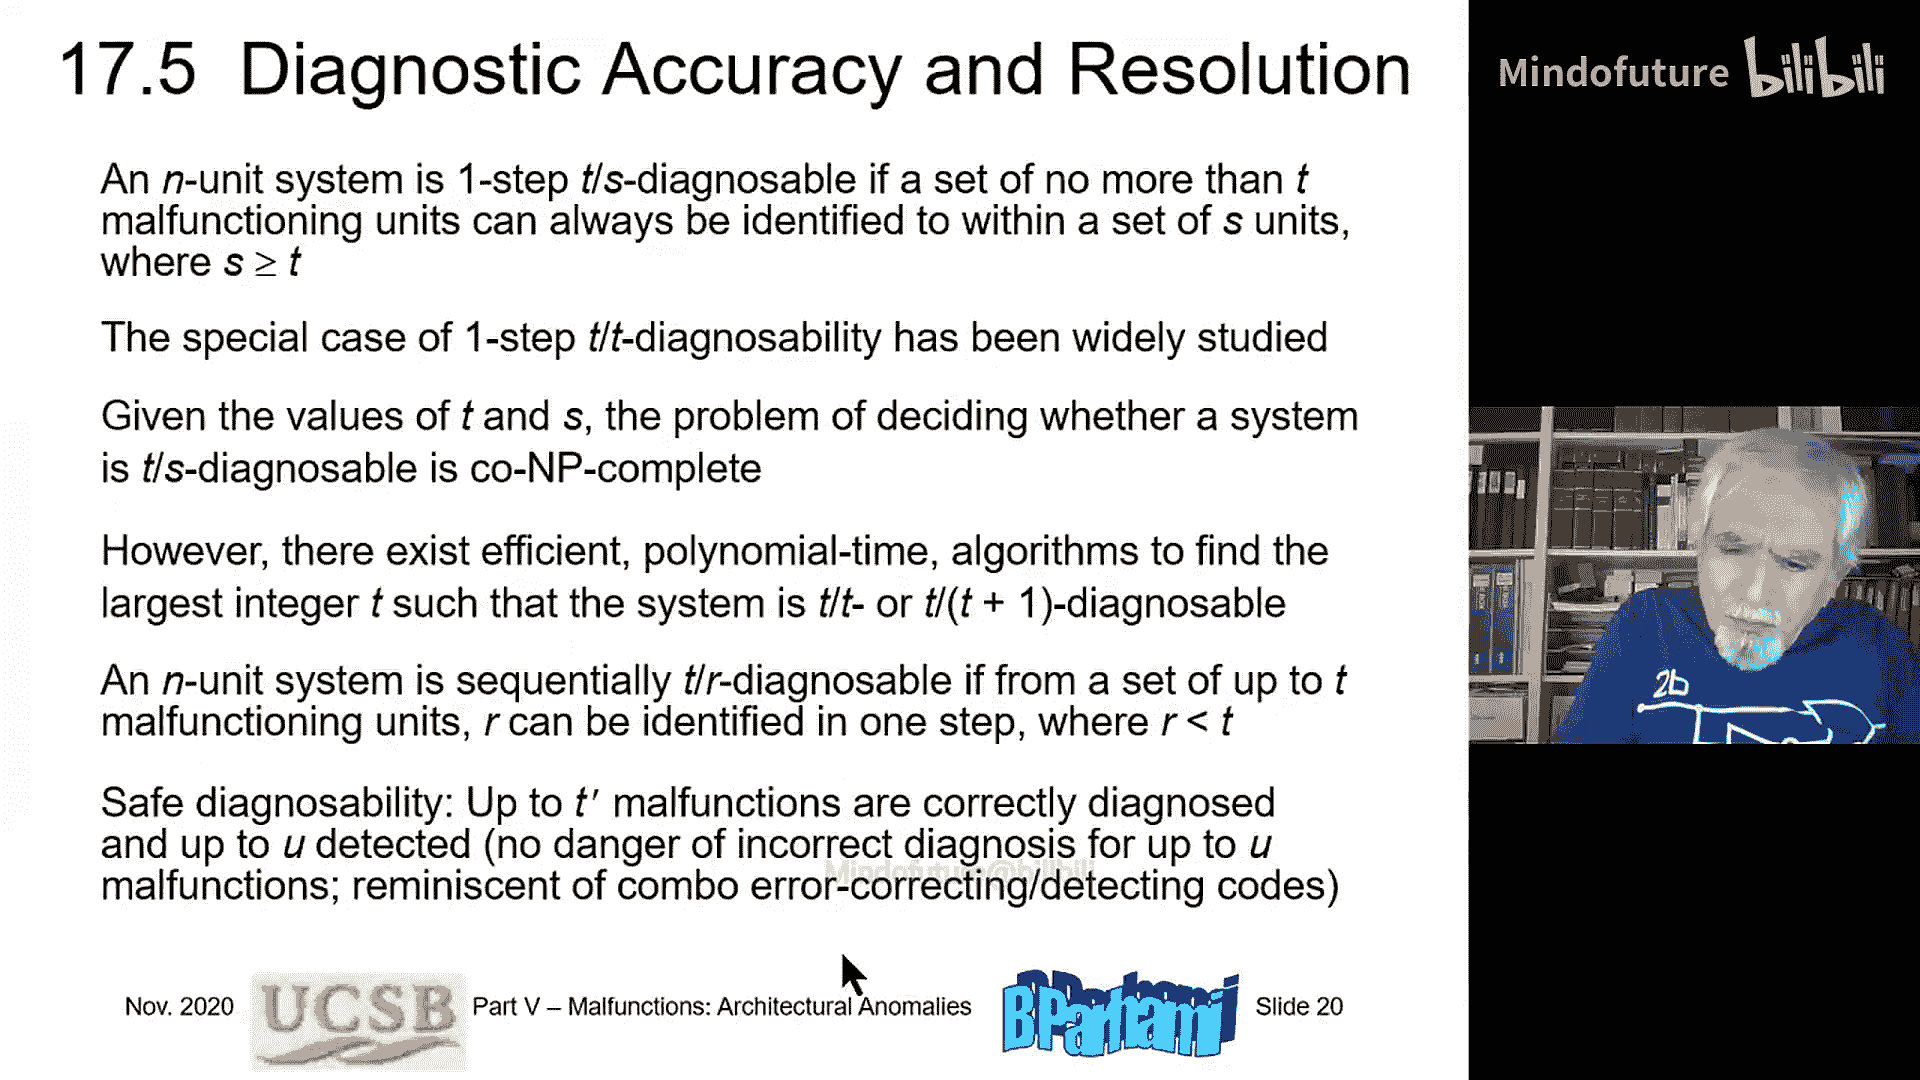 17.5 Diagnostic Accuracy and Resolution
Mindofuture bilibili
An n-unit system is 1-step t/s-diagnosable if a set of no more than t
malfunctioning units can always be identified to within a set of s units,
where s ≥ t
The special case of 1-step t/t-diagnosability has been widely studied
Given the values of t and s, the problem of deciding whether a system
is t/s-diagnosable is co-NP-complete
However, there exist efficient, polynomial-time, algorithms to find the
largest integer t such that the system is t/t- or t/(t + 1)-diagnosable
An n-unit system is sequentially t/r-diagnosable if from a set of up to t
malfunctioning units, r can be identified in one step, where r < t
2b
Safe diagnosability: Up to t′ malfunctions are correctly diagnosed
and up to u detected (no danger of incorrect diagnosis for up to u
Mindofuture@bilibili
malfunctions; reminiscent of combo error-correcting/detecting codes)
Nov. 2020 UCSB Part V – Malfunctions: Architectural Anomalies B Parhami Slide 20